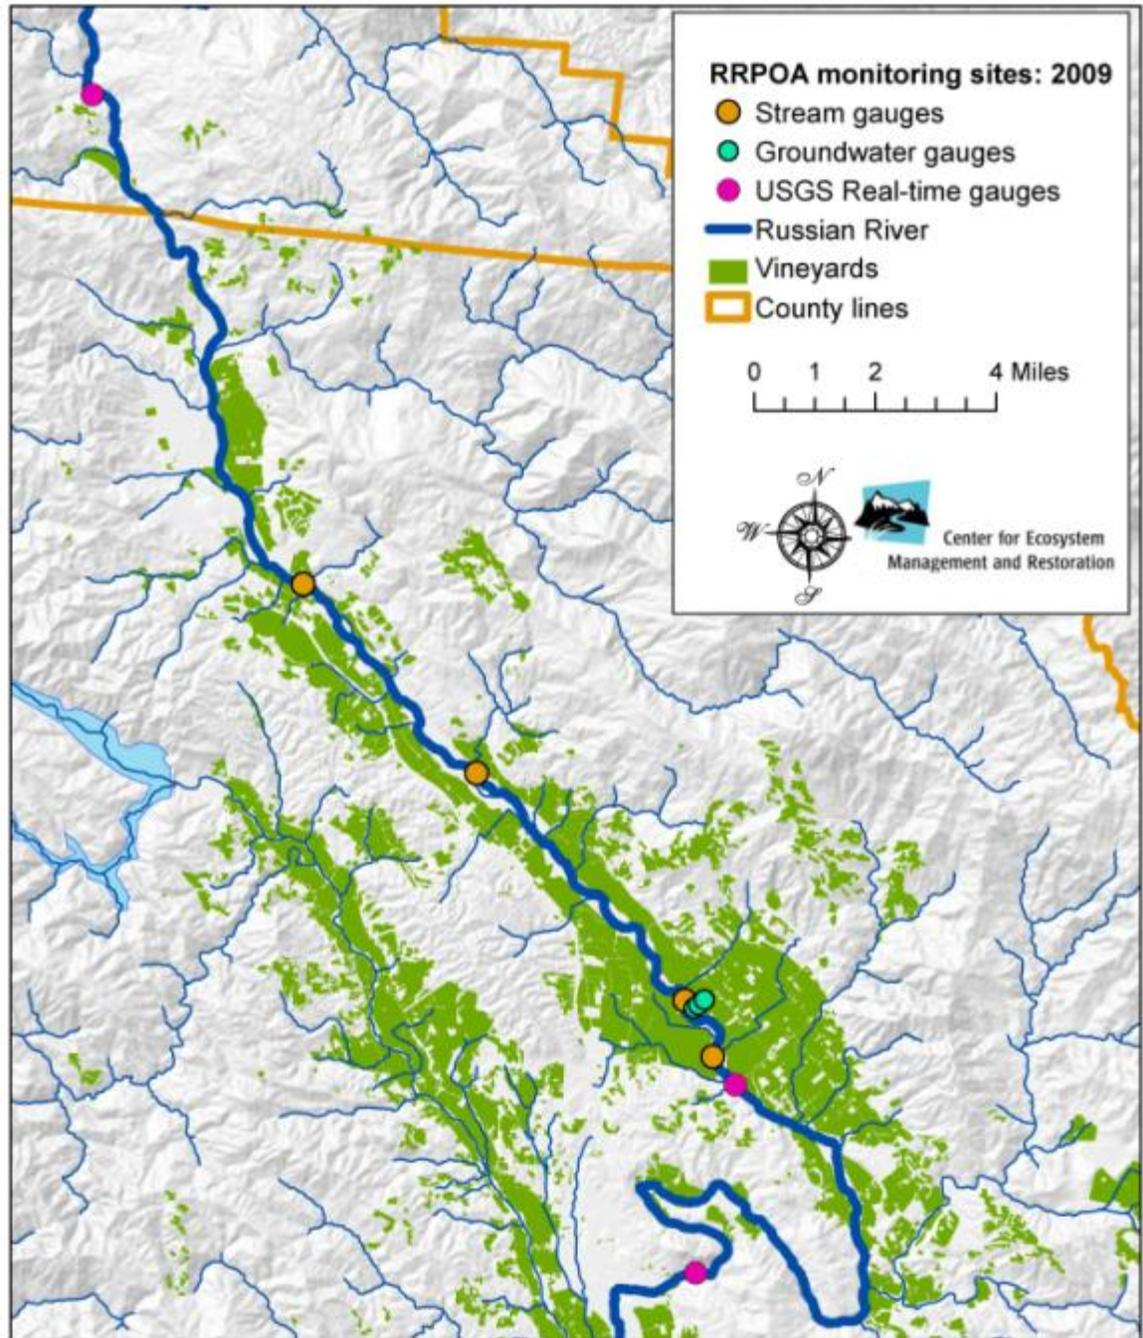 RRPOA monitoring sites: 2009
Stream gauges
Groundwater gauges
USGS Real-time gauges
Russian River
Vineyards
County lines
0 1 2 4 Miles
N
W
S
Center for Ecosystem
Management and Restoration